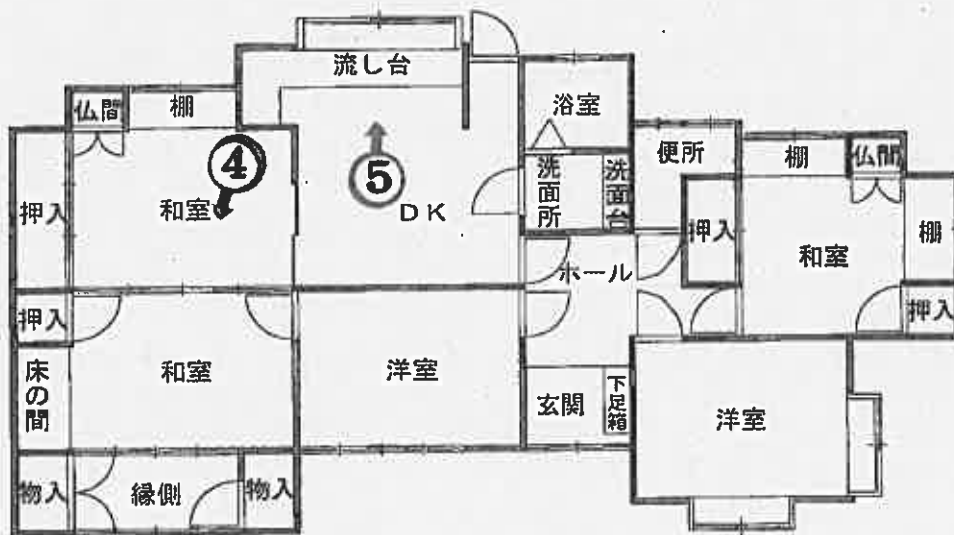 流し台
仏間
棚
浴室
④
⑤
便所
棚
仏間
押入
和室
DK
洗面所
洗面台
押入
和室
棚
ホール
押入
押入
床の間
和室
洋室
玄関
下足箱
洋室
物入
縁側
物入